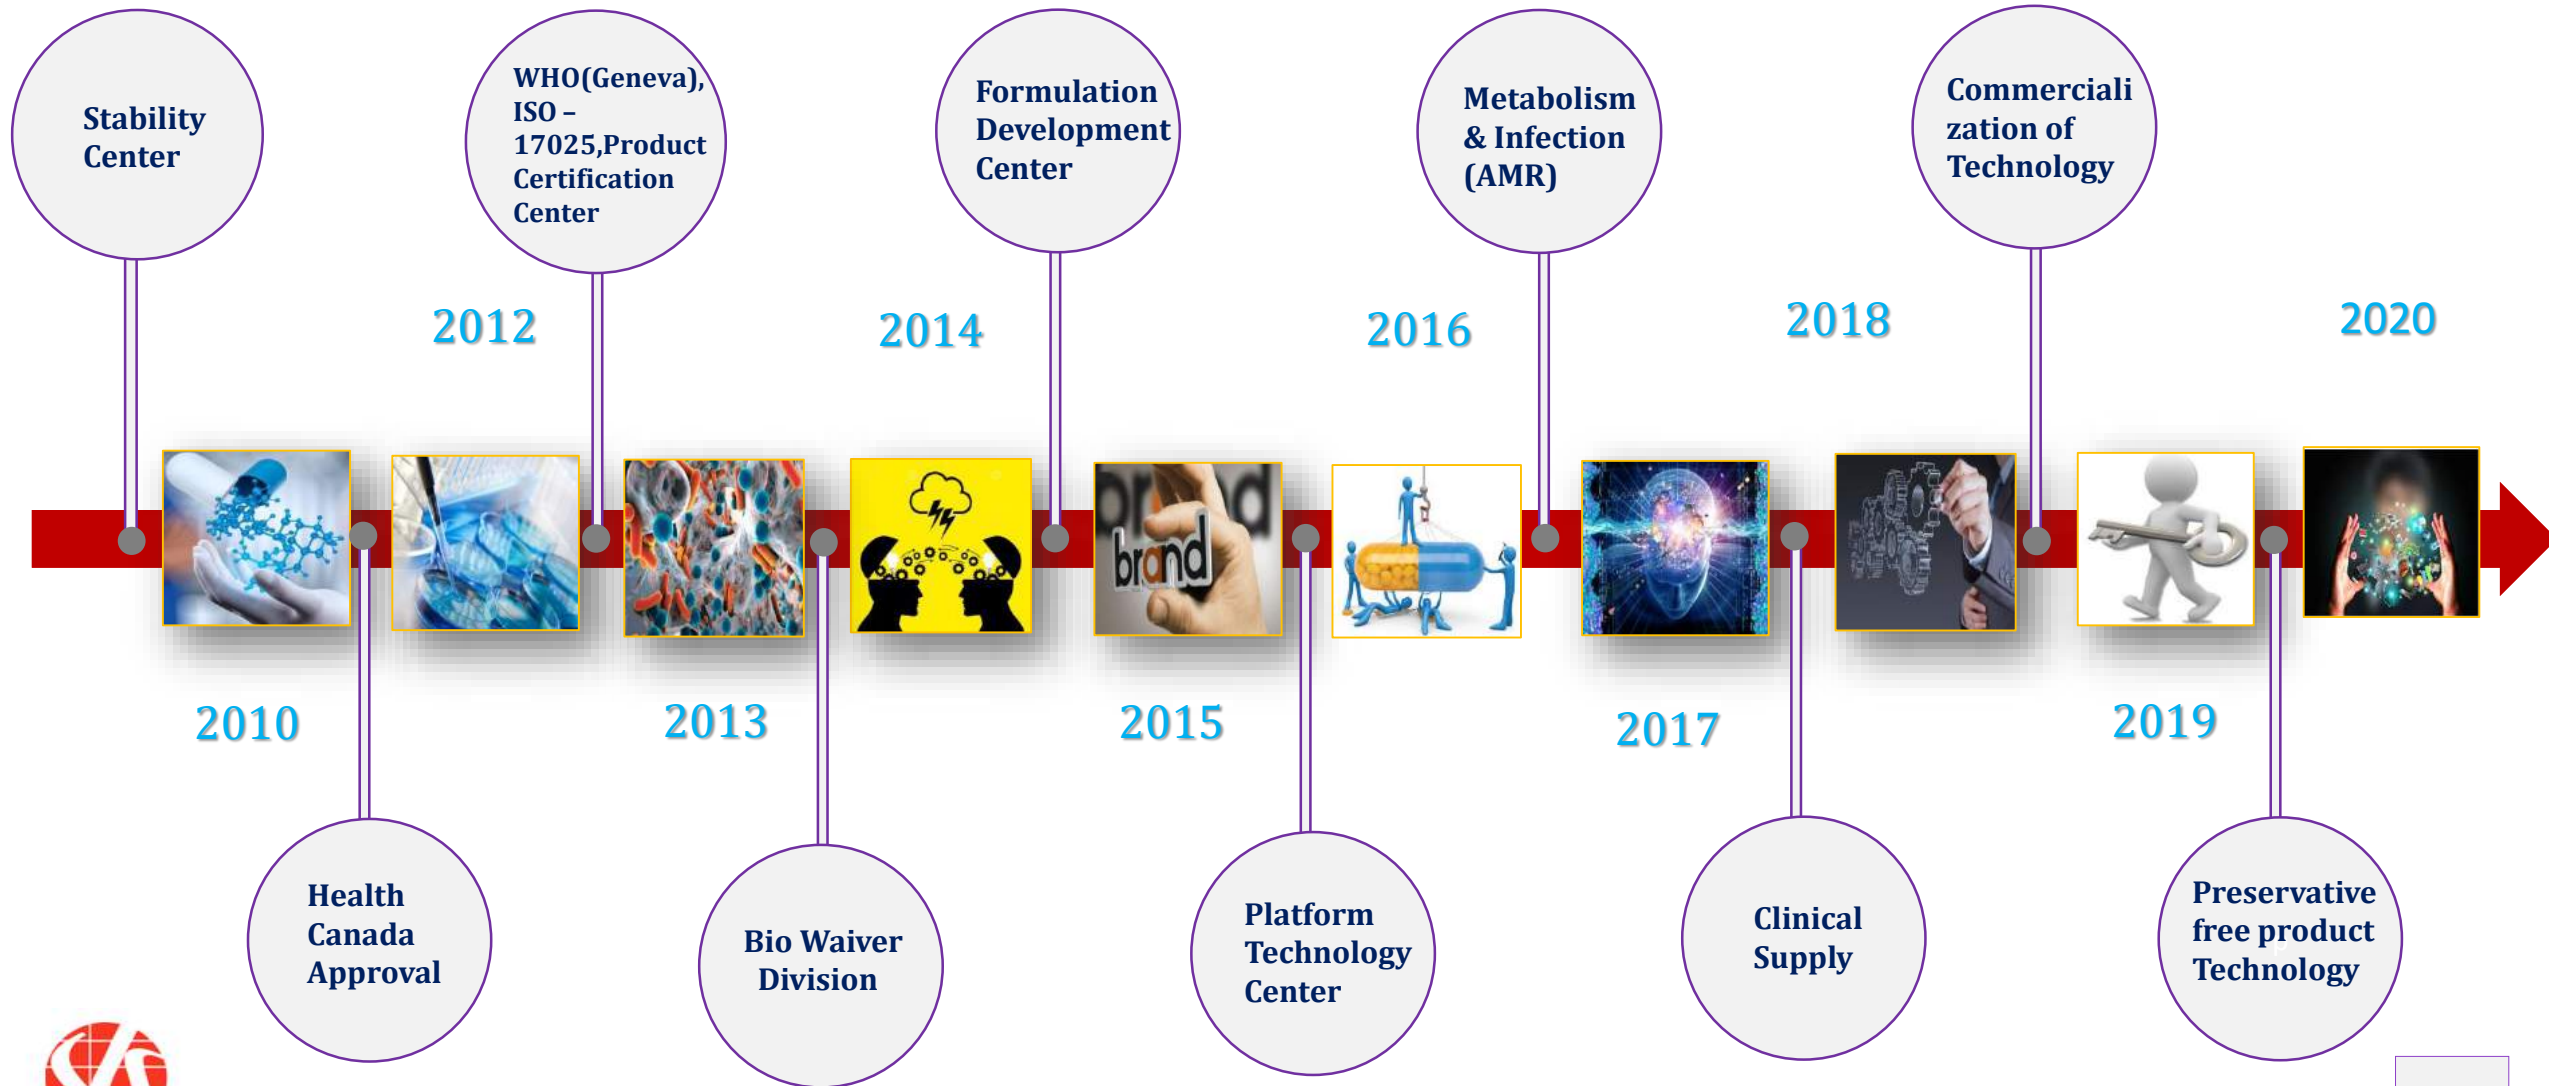 Stability
Center
WHO(Geneva),
ISO –
17025,Product
Certification
Center
Formulation
Development
Center
Metabolism
& Infection
(AMR)
Commerciali
zation of
Technology
2012
2014
2016
2018
2020
brand
2010
2013
2015
2017
2019
Health
Canada
Approval
Bio Waiver
Division
Platform
Technology
Center
Clinical
Supply
Preservative
free product
Technology